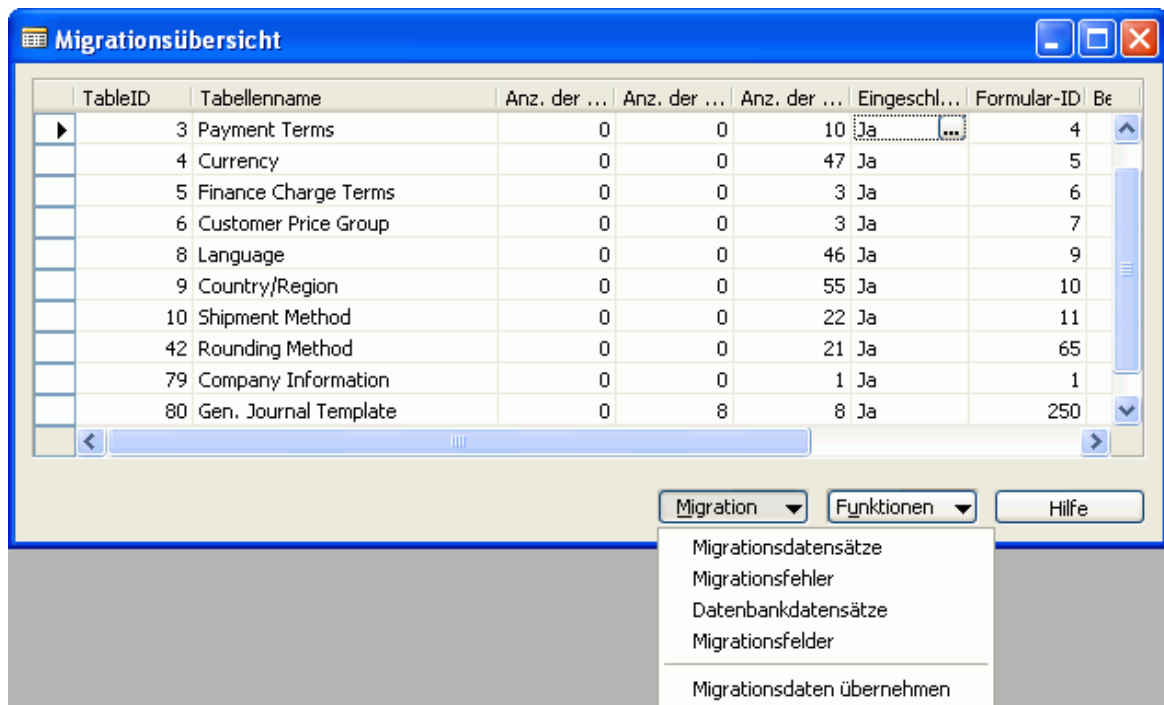 Migrationsübersicht
TableID Tabellenname Anz. der ... Anz. der ... Anz. der ... Eingeschl... Formular-ID Be
3 Payment Terms 0 0 10 Ja ... 4
4 Currency 0 0 47 Ja 5
5 Finance Charge Terms 0 0 3 Ja 6
6 Customer Price Group 0 0 3 Ja 7
8 Language 0 0 46 Ja 9
9 Country/Region 0 0 55 Ja 10
10 Shipment Method 0 0 22 Ja 11
42 Rounding Method 0 0 21 Ja 65
79 Company Information 0 0 1 Ja 1
80 Gen. Journal Template 0 8 8 Ja 250
Migration Funktionen Hilfe
Migrationsdatensätze
Migrationsfehler
Datenbankdatensätze
Migrationsfelder
Migrationsdaten übernehmen